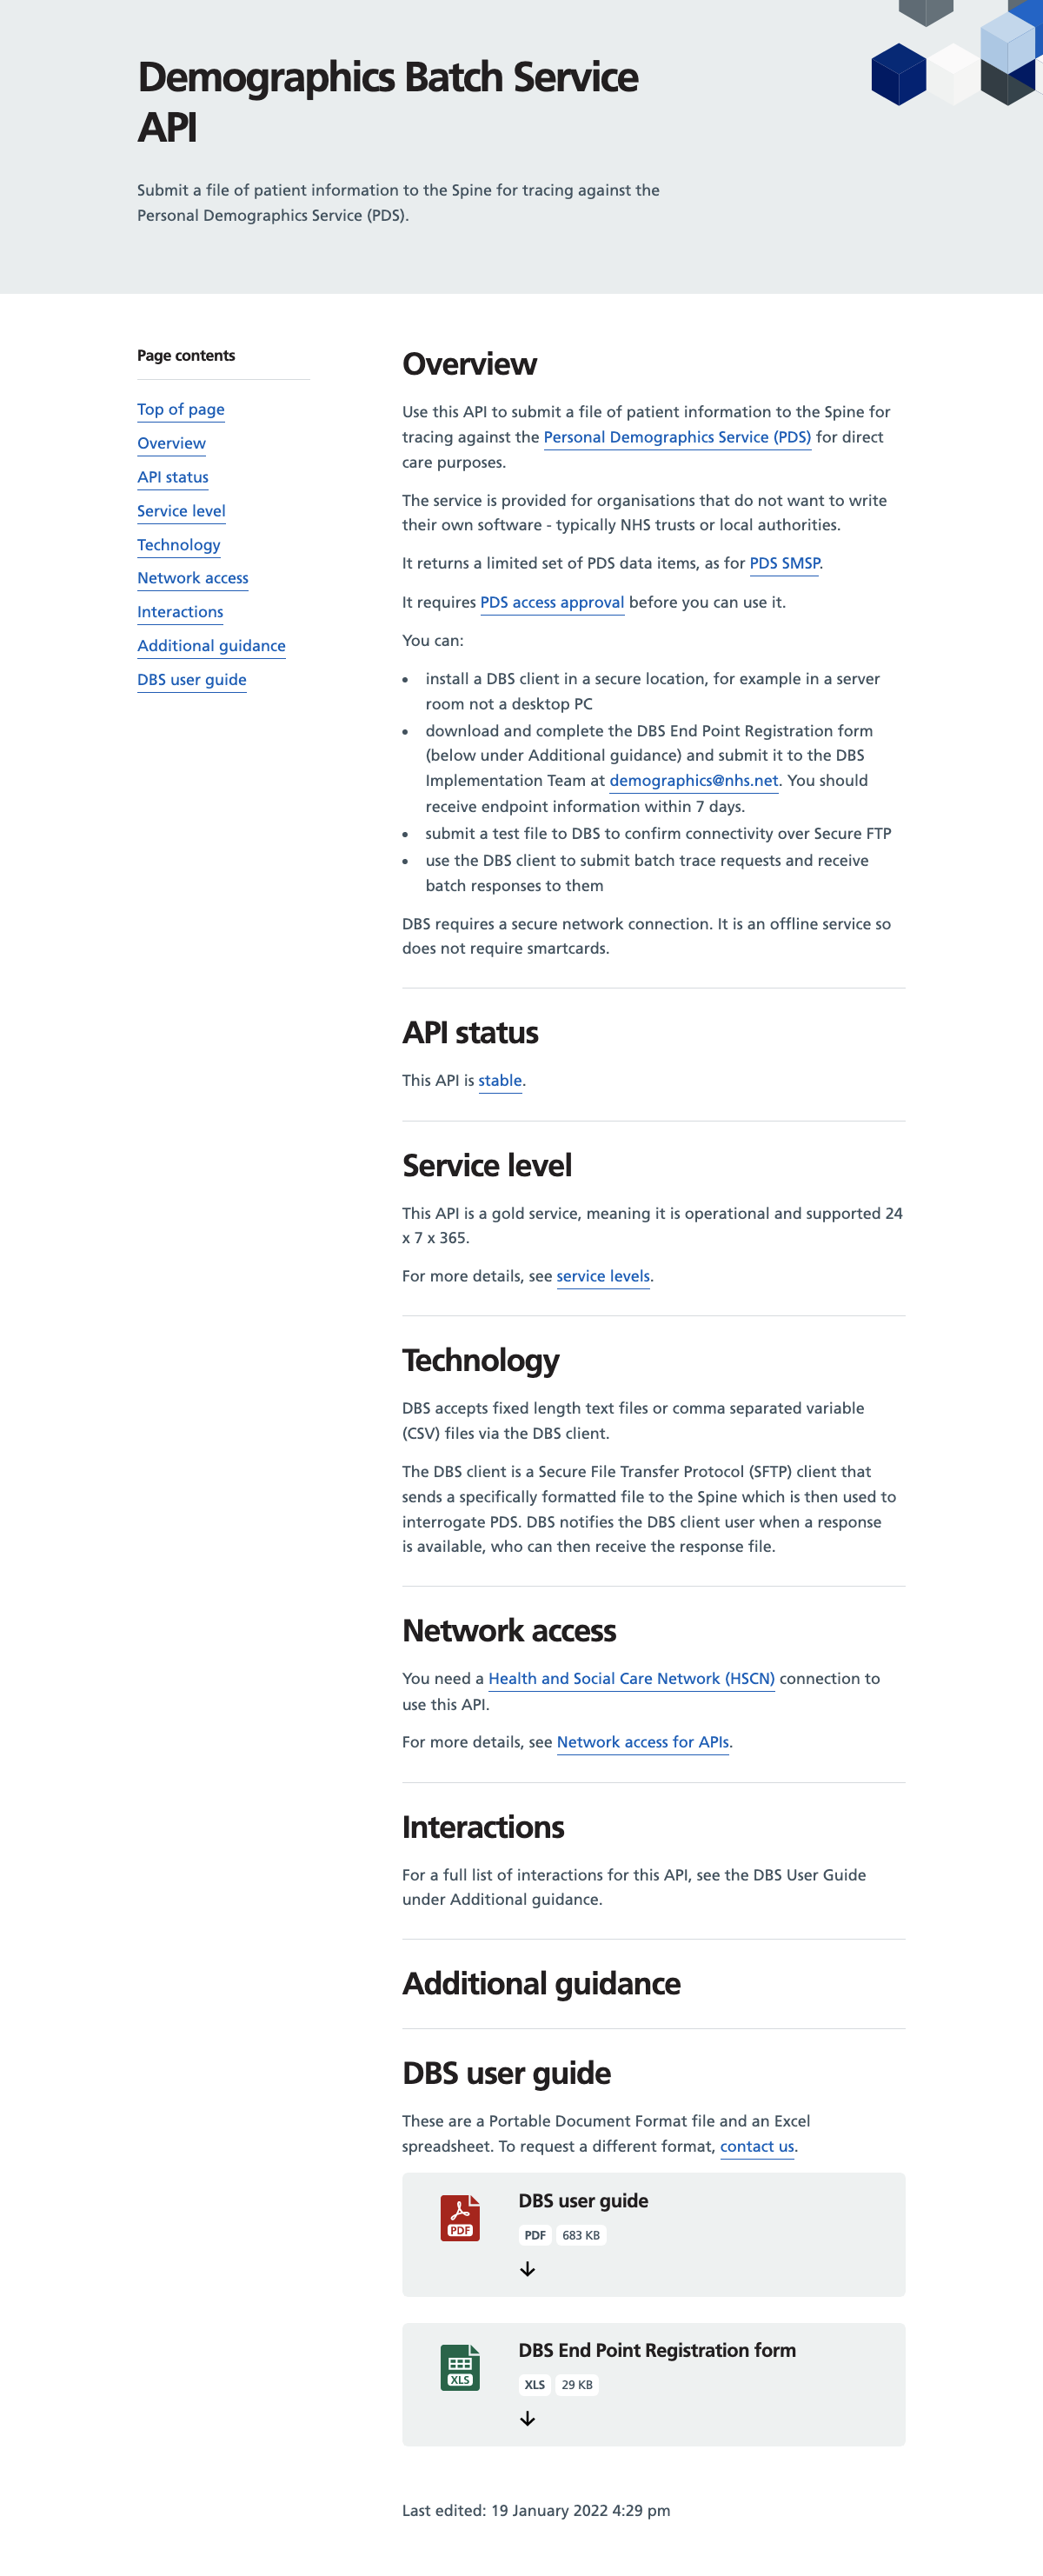 Demographics Batch Service
API
Submit a file of patient information to the Spine for tracing against the
Personal Demographics Service (PDS).
Page contents
Top of page
Overview
API status
Service level
Technology
Network access
Interactions
Additional guidance
DBS user guide
Overview
Use this API to submit a file of patient information to the Spine for
tracing against the Personal Demographics Service (PDS) for direct
care purposes.
The service is provided for organisations that do not want to write
their own software - typically NHS trusts or local authorities.
It returns a limited set of PDS data items, as for PDS SMSP.
It requires PDS access approval before you can use it.
You can:
• install a DBS client in a secure location, for example in a server
room not a desktop PC
• download and complete the DBS End Point Registration form
(below under Additional guidance) and submit it to the DBS
Implementation Team at demographics@nhs.net. You should
receive endpoint information within 7 days.
• submit a test file to DBS to confirm connectivity over Secure FTP
• use the DBS client to submit batch trace requests and receive
batch responses to them
DBS requires a secure network connection. It is an offline service so
does not require smartcards.
API status
This API is stable.
Service level
This API is a gold service, meaning it is operational and supported 24
x 7 x 365.
For more details, see service levels.
Technology
DBS accepts fixed length text files or comma separated variable
(CSV) files via the DBS client.
The DBS client is a Secure File Transfer Protocol (SFTP) client that
sends a specifically formatted file to the Spine which is then used to
interrogate PDS. DBS notifies the DBS client user when a response
is available, who can then receive the response file.
Network access
You need a Health and Social Care Network (HSCN) connection to
use this API.
For more details, see Network access for APIs.
Interactions
For a full list of interactions for this API, see the DBS User Guide
under Additional guidance.
Additional guidance
DBS user guide
These are a Portable Document Format file and an Excel
spreadsheet. To request a different format, contact us.
PDF
DBS user guide
PDF 683 KB
XLS
DBS End Point Registration form
XLS 29 KB
Last edited: 19 January 2022 4:29 pm